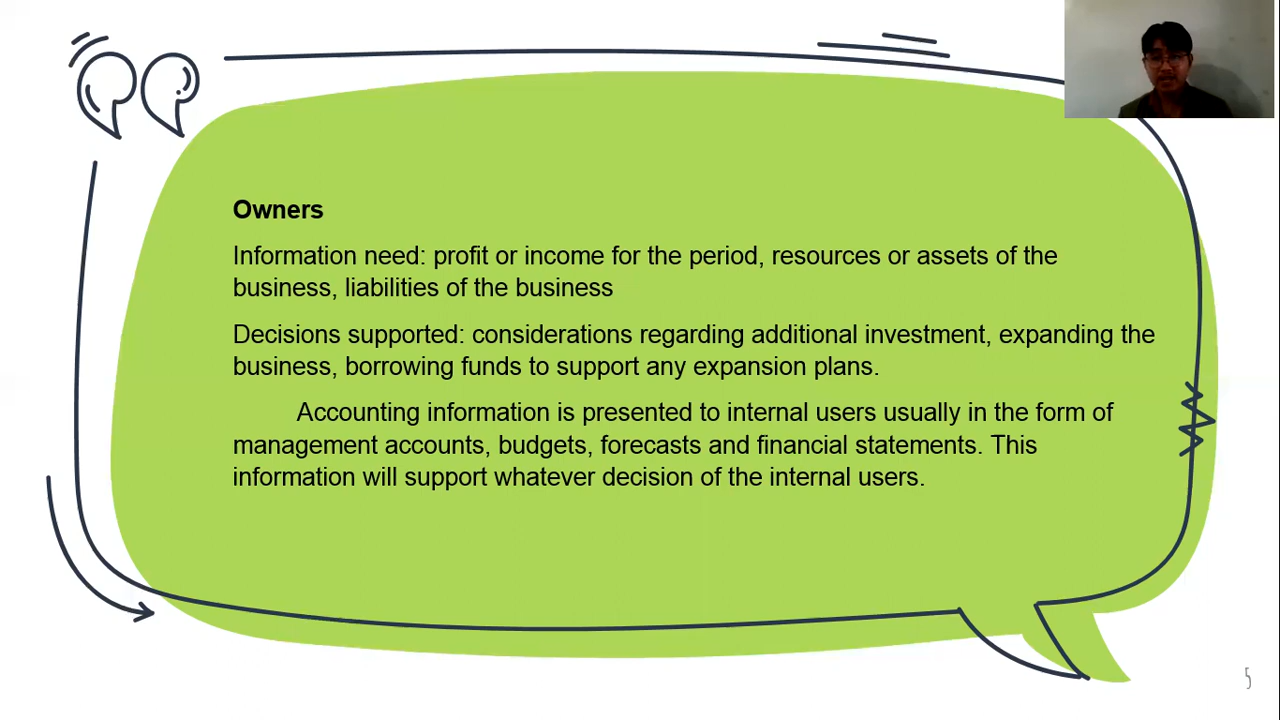 Owners
Information need: profit or income for the period, resources or assets of the
business, liabilities of the business
Decisions supported: considerations regarding additional investment, expanding the
business, borrowing funds to support any expansion plans.
Accounting information is presented to internal users usually in the form of
management accounts, budgets, forecasts and financial statements. This
information will support whatever decision of the internal users.
5